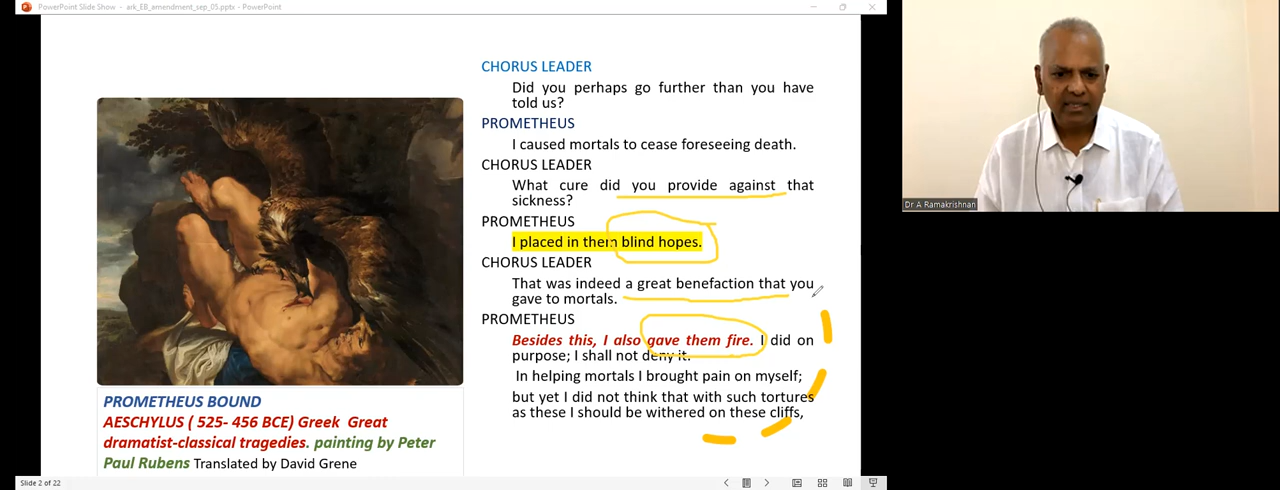 PowerPoint Slide Show - ark_EB_amendment_sep_05.pptx - PowerPoint
CHORUS LEADER
Did you perhaps go further than you have
told us?
PROMETHEUS
I caused mortals to cease foreseeing death.
CHORUS LEADER
What cure did you provide against that
sickness?
PROMETHEUS
I placed in them blind hopes.
CHORUS LEADER
That was indeed a great benefaction that you
gave to mortals.
PROMETHEUS
Besides this, I also gave them fire. I did on
purpose; I shall not deny it.
In helping mortals I brought pain on myself;
but yet I did not think that with such tortures
as these I should be withered on these cliffs,
PROMETHEUS BOUND
AESCHYLUS ( 525- 456 BCE) Greek Great
dramatist-classical tragedies. painting by Peter
Paul Rubens Translated by David Grene
Slide 2 of 22
Dr A Ramakrishnan